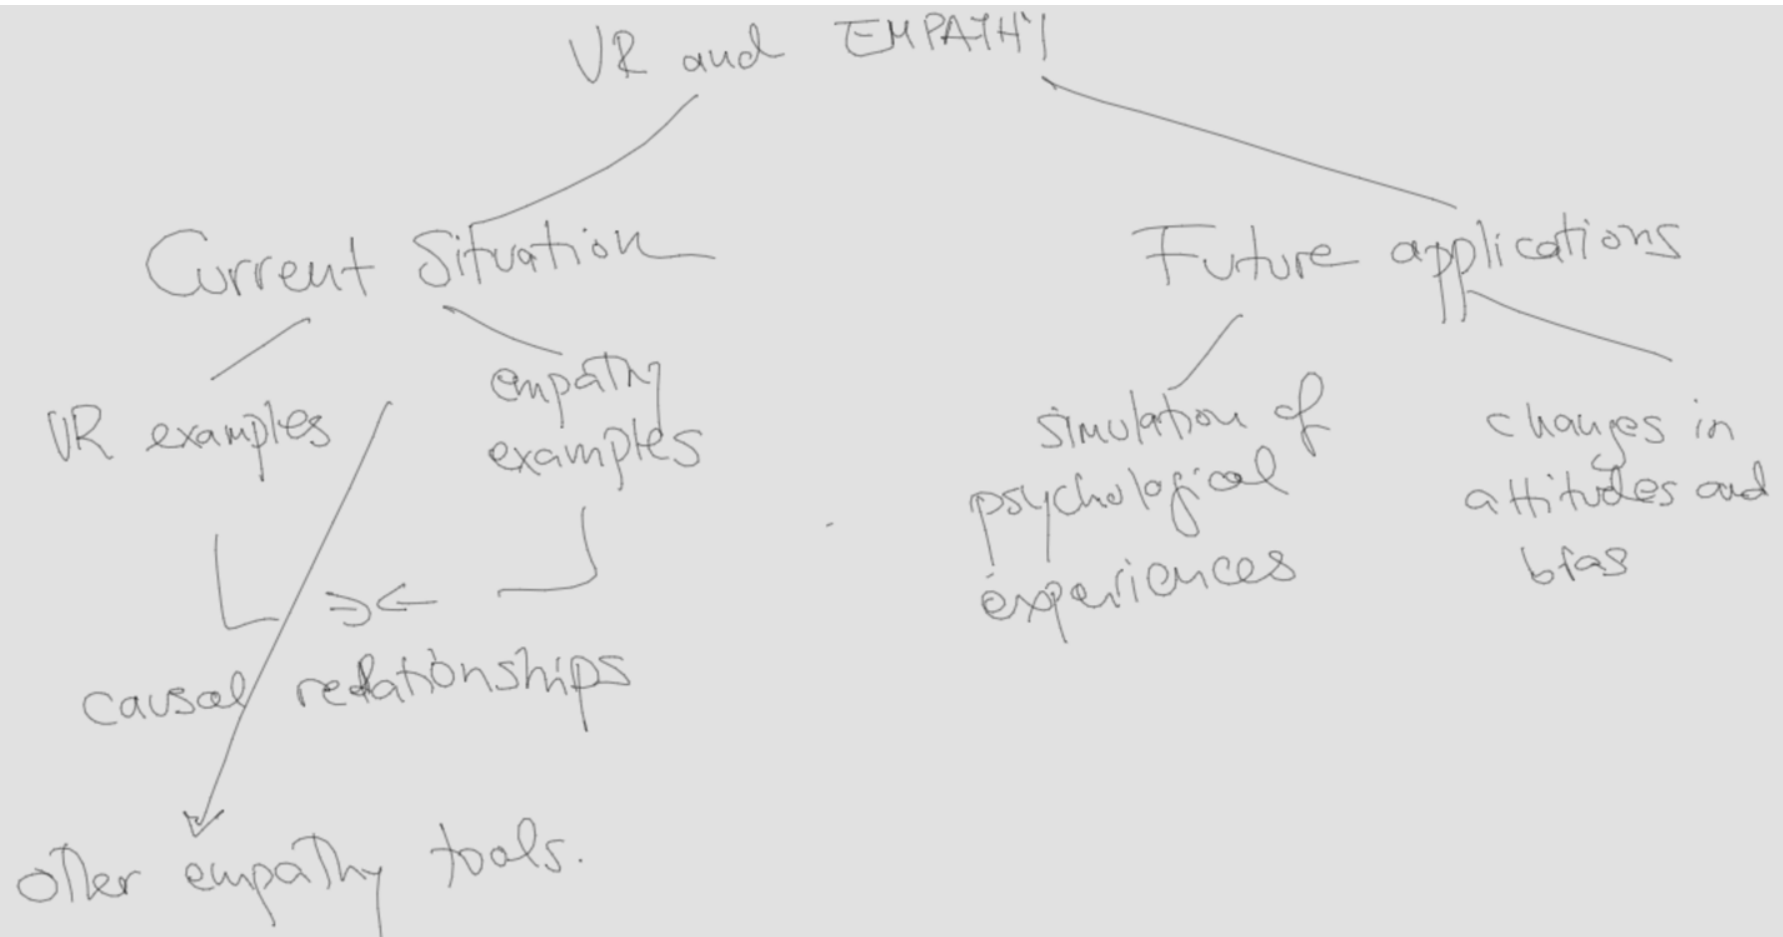 VR and EMPATHY
Current Situation
Future applications
VR examples
empathy
examples
causal relationships
other empathy tools.
simulation of
psychological
experiences
changes in
attitudes and
bias